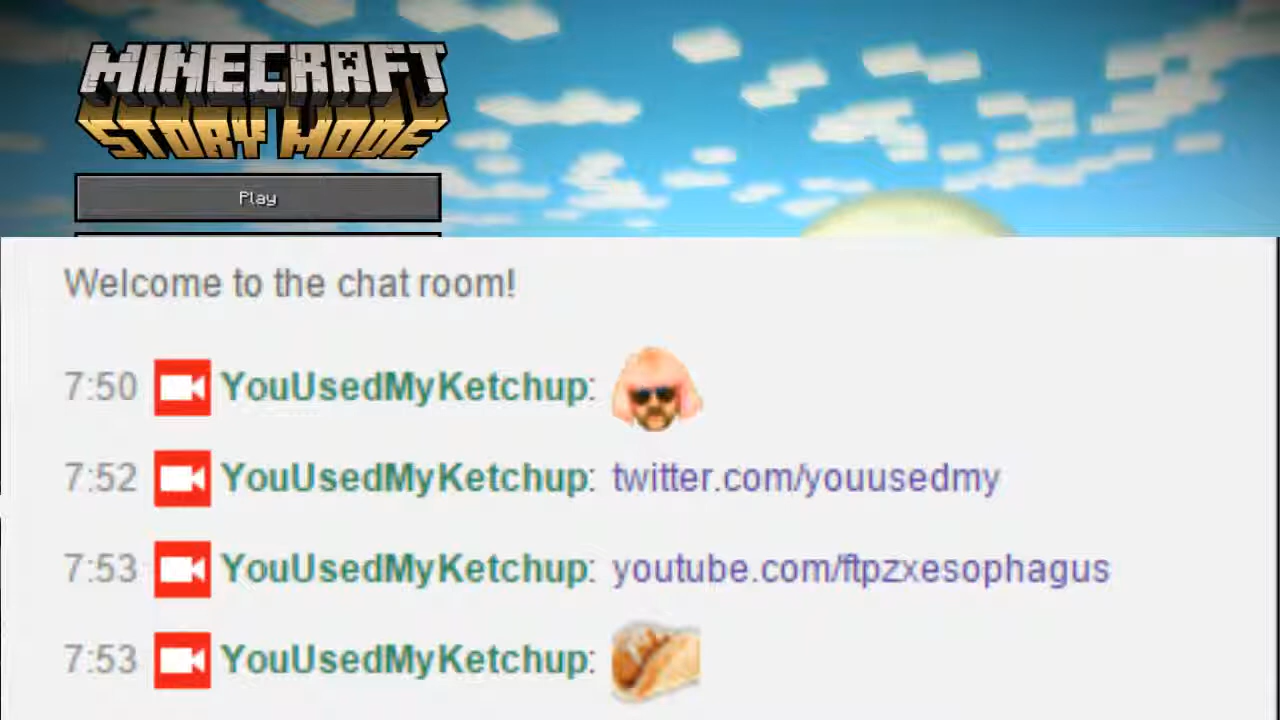 MINECRAFT
STORY MODE
Play
Welcome to the chat room!
7:50 YouUsedMyKetchup:
7:52 YouUsedMyKetchup: twitter.com/youusedmy
7:53 YouUsedMyKetchup: youtube.com/ftpzxesophagus
7:53 YouUsedMyKetchup: